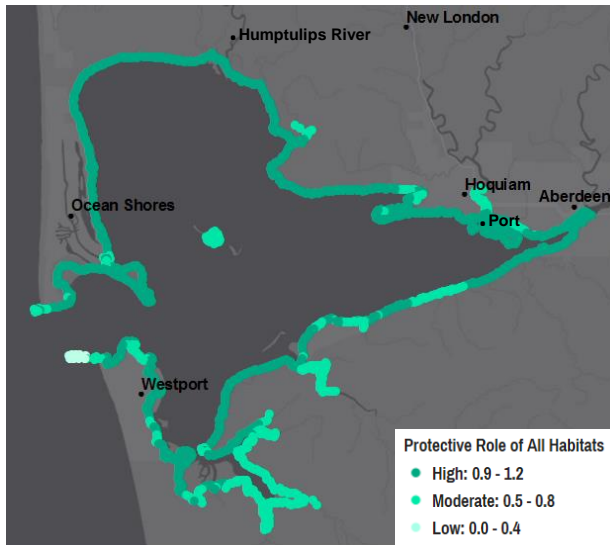 New London
Humptulips River
Hoquiam
Aberdeen
Ocean Shores
Port
Westport
Protective Role of All Habitats
High: 0.9 - 1.2
Moderate: 0.5 - 0.8
Low: 0.0 - 0.4